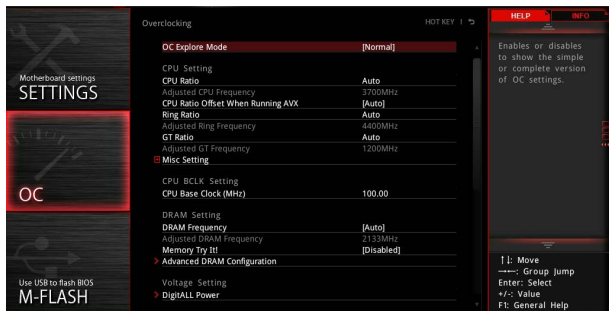 Motherboard settings
SETTINGS
OC
Use USB to flash BIOS
M-FLASH
Overclocking
HOT KEY |
OC Explore Mode [Normal]
CPU Setting
CPU Ratio Auto
Adjusted CPU Frequency 3700MHz
CPU Ratio Offset When Running AVX [Auto]
Ring Ratio Auto
Adjusted Ring Frequency 4400MHz
GT Ratio Auto
Adjusted GT Frequency 1200MHz
Misc Setting
CPU BCLK Setting
CPU Base Clock (MHz) 100.00
DRAM Setting
DRAM Frequency [Auto]
Adjusted DRAM Frequency 2133MHz
Memory Try It! [Disabled]
> Advanced DRAM Configuration
Voltage Setting
> DigitALL Power
HELP INFO
Enables or disables
to show the simple
or complete version
of OC settings.
↑↓: Move
→←: Group Jump
Enter: Select
+/-: Value
F1: General Help